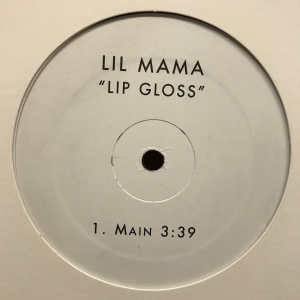 LIL MAMA
"LIP GLOSS"
1. MAIN 3:39